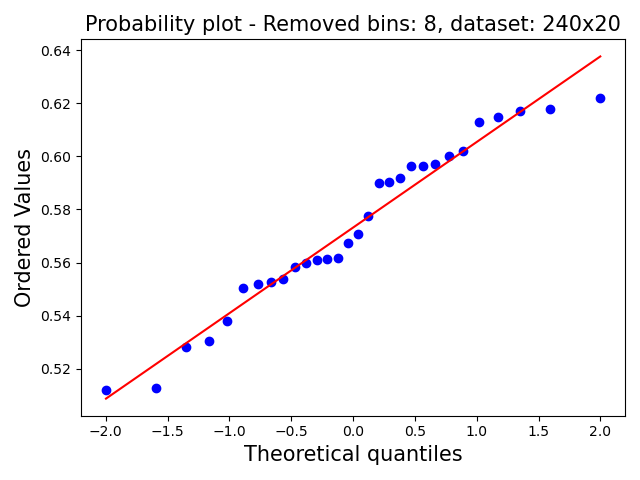 Probability plot - Removed bins: 8, dataset: 240x20
Ordered Values
0.64
0.62
0.60
0.58
0.56
0.54
0.52
−2.0 −1.5 −1.0 −0.5 0.0 0.5 1.0 1.5 2.0
Theoretical quantiles